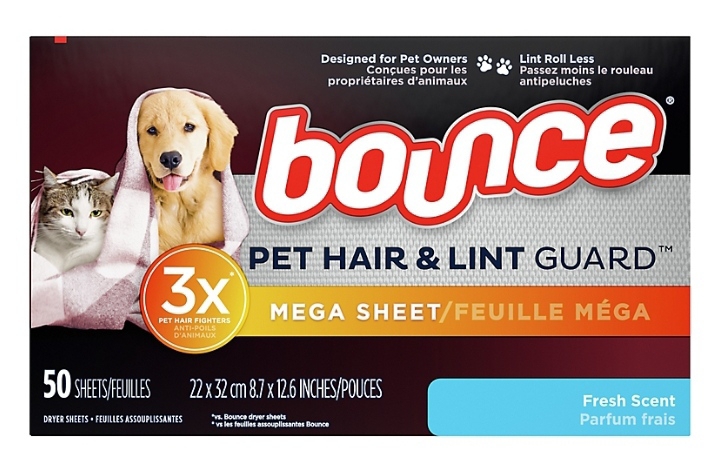 Designed for Pet Owners
Conçues pour les
propriétaires d'animaux
Lint Roll Less
Passez moins le rouleau
antipeluches
bounce®
PET HAIR & LINT GUARD™
3x*
PET HAIR FIGHTERS
ANTI-POILS
D'ANIMAUX
MEGA SHEET/FEUILLE MÉGA
50 SHEETS/FEUILLES
22 x 32 cm 8.7 x 12.6 INCHES/POUCES
DRYER SHEETS • FEUILLES ASSOUPLISSANTES
*vs. Bounce dryer sheets
* vs les feuilles assouplissantes Bounce
Fresh Scent
Parfum frais